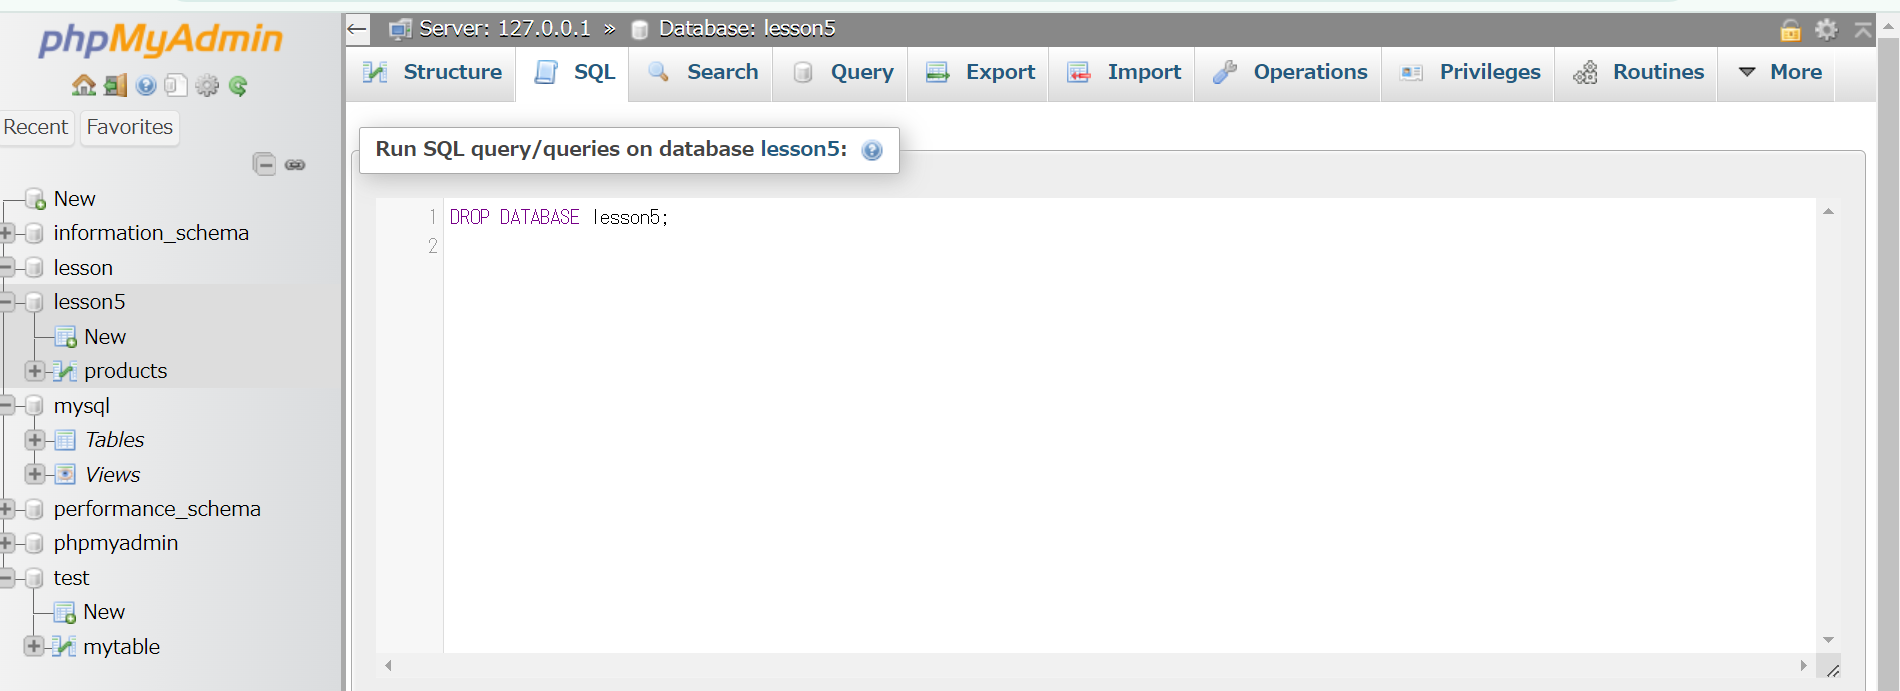 phpMyAdmin
Recent Favorites
New
information_schema
lesson
lesson5
New
products
mysql
Tables
Views
performance_schema
phpmyadmin
test
New
mytable
Server: 127.0.0.1 » Database: lesson5
Structure SQL Search Query Export Import Operations Privileges Routines More
Run SQL query/queries on database lesson5:
1 DROP DATABASE lesson5;
2